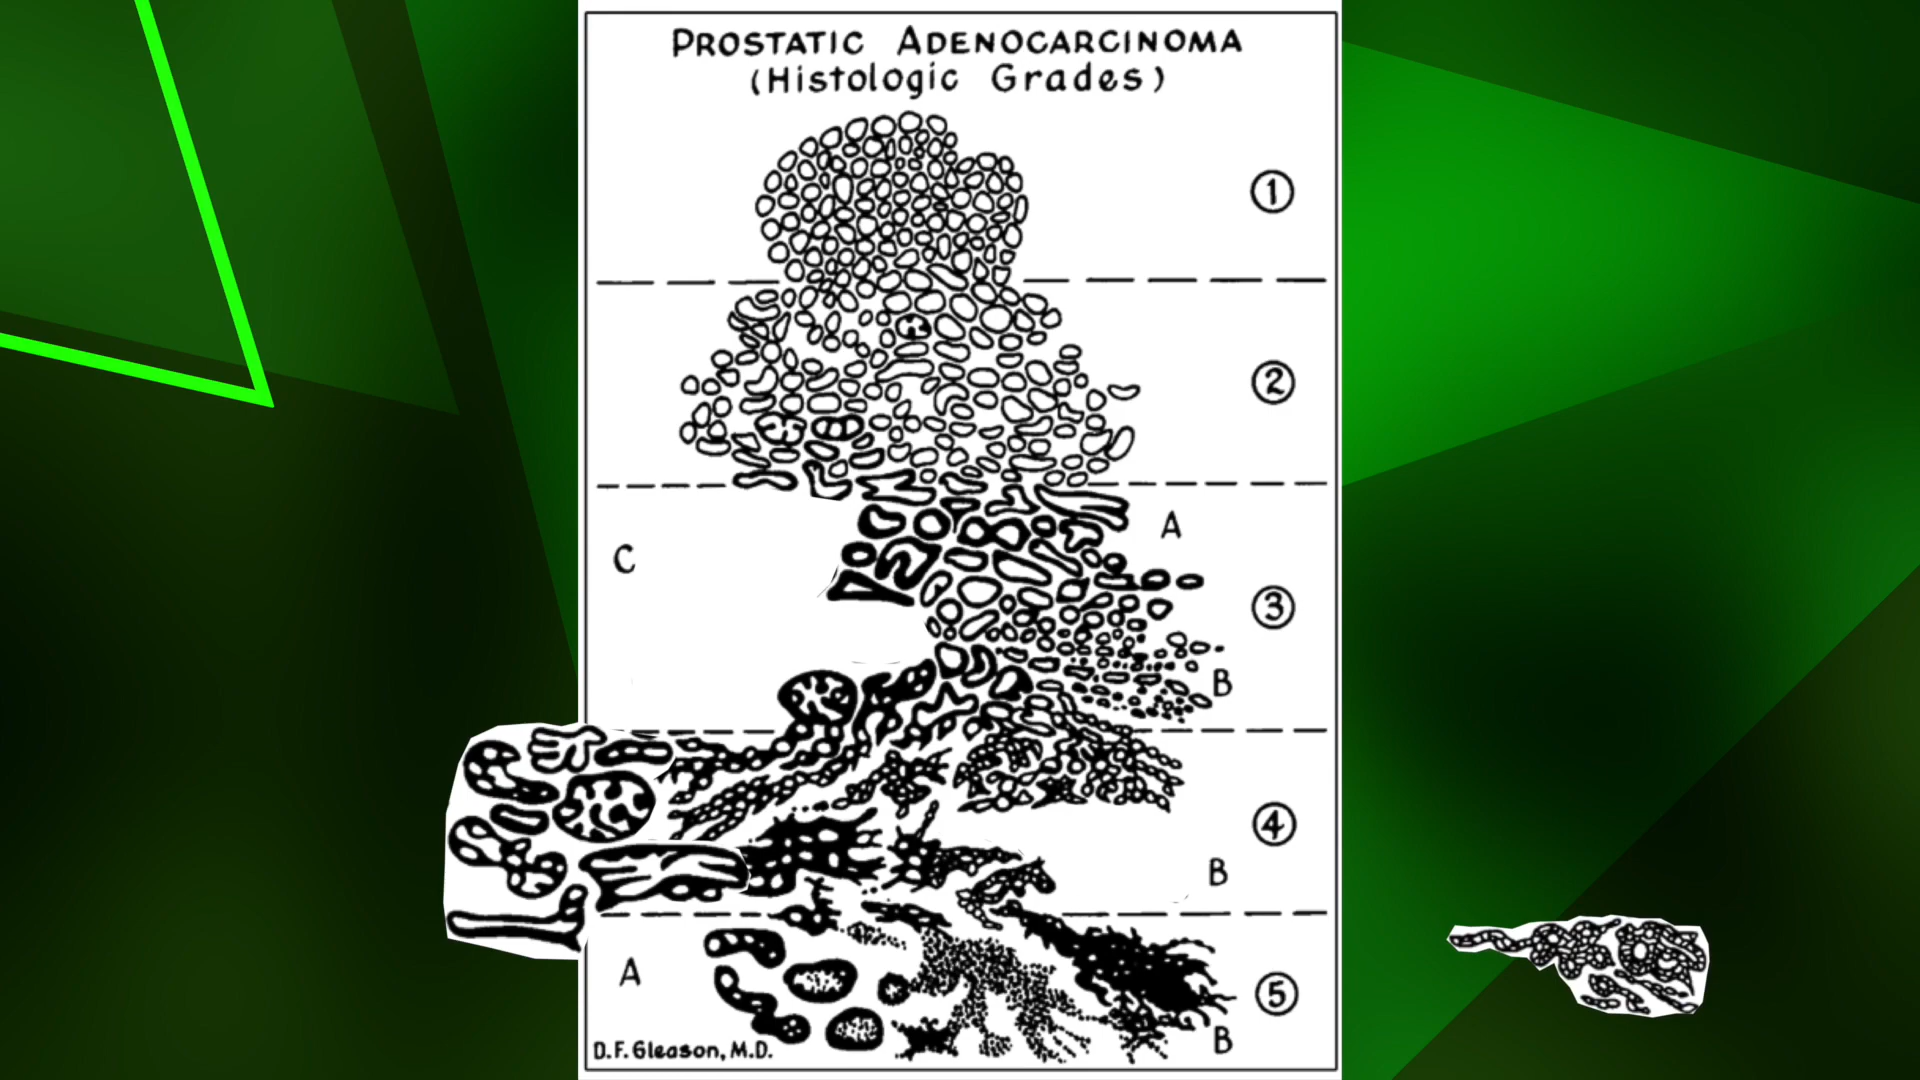 PROSTATIC ADENOCARCINOMA
(Histologic Grades)
1
2
A
C
3
B
4
B
A
5
B
D.F. Gleason, M.D.